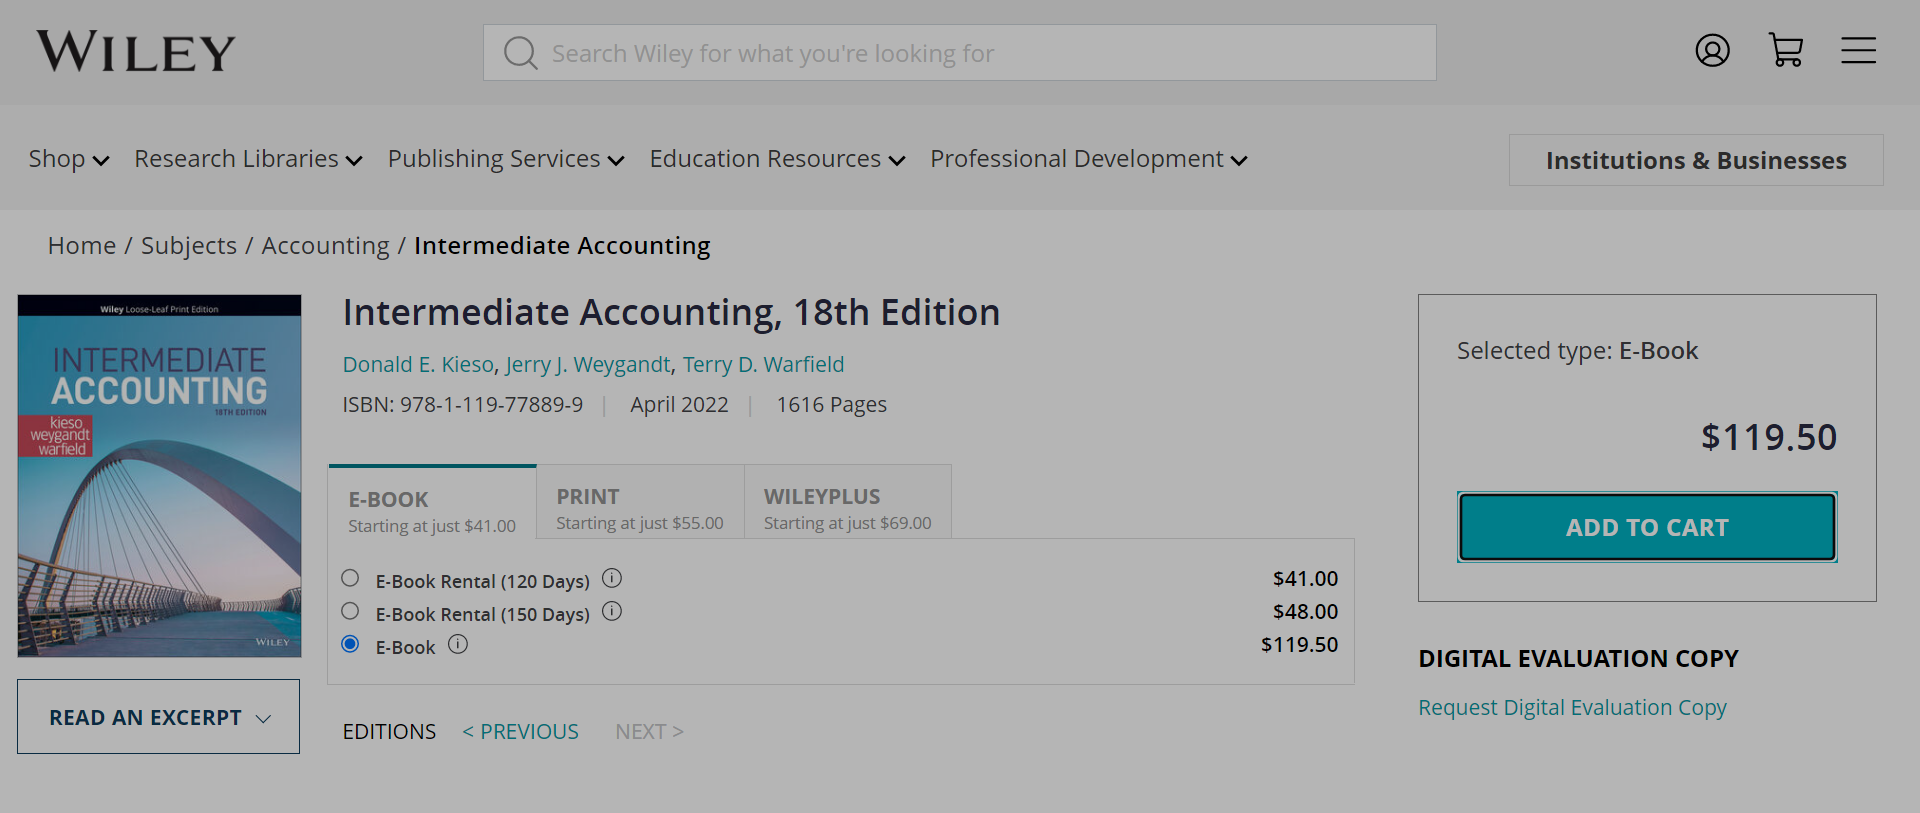 WILEY
Search Wiley for what you're looking for
Shop Research Libraries Publishing Services Education Resources Professional Development Institutions & Businesses
Home / Subjects / Accounting / Intermediate Accounting
Wiley Loose-Leaf Print Edition
INTERMEDIATE
ACCOUNTING
18TH EDITION
kieso
weygandt
warfield
WILEY
READ AN EXCERPT
Intermediate Accounting, 18th Edition
Donald E. Kieso, Jerry J. Weygandt, Terry D. Warfield
ISBN: 978-1-119-77889-9 | April 2022 | 1616 Pages
E-BOOK
Starting at just $41.00
PRINT
Starting at just $55.00
WILEYPLUS
Starting at just $69.00
E-Book Rental (120 Days) $41.00
E-Book Rental (150 Days) $48.00
E-Book $119.50
EDITIONS < PREVIOUS NEXT >
Selected type: E-Book
$119.50
ADD TO CART
DIGITAL EVALUATION COPY
Request Digital Evaluation Copy